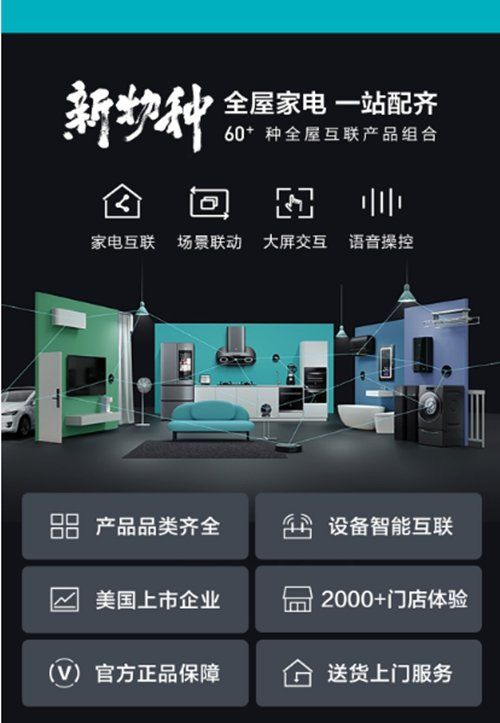 新物种 全屋家电 一站配齐
60+ 种全屋互联产品组合
家电互联 场景联动 大屏交互 语音操控
产品品类齐全 设备智能互联
美国上市企业 2000+门店体验
官方正品保障 送货上门服务